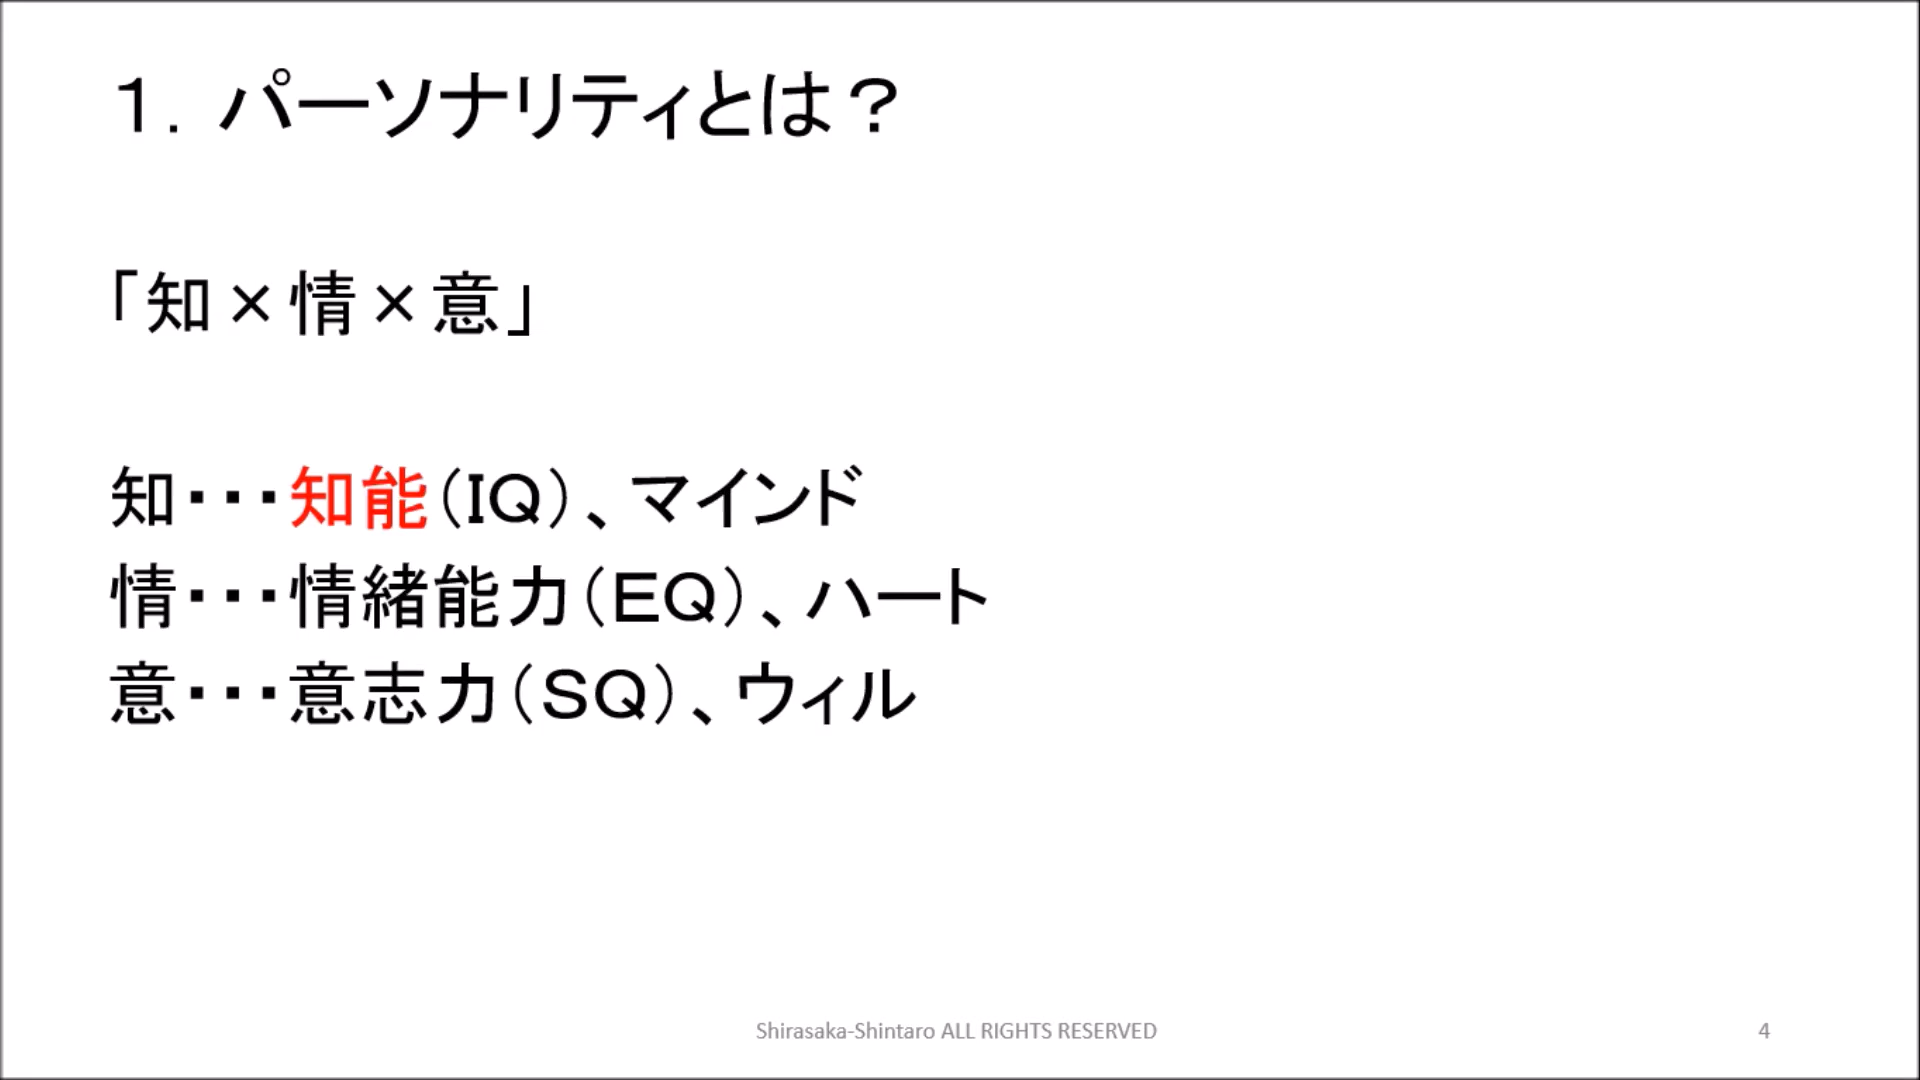 １．パーソナリティとは？
「知×情×意」
知・・・知能（ＩＱ）、マインド
情・・・情緒能力（ＥＱ）、ハート
意・・・意志力（ＳＱ）、ウィル
Shirasaka-Shintaro ALL RIGHTS RESERVED
4